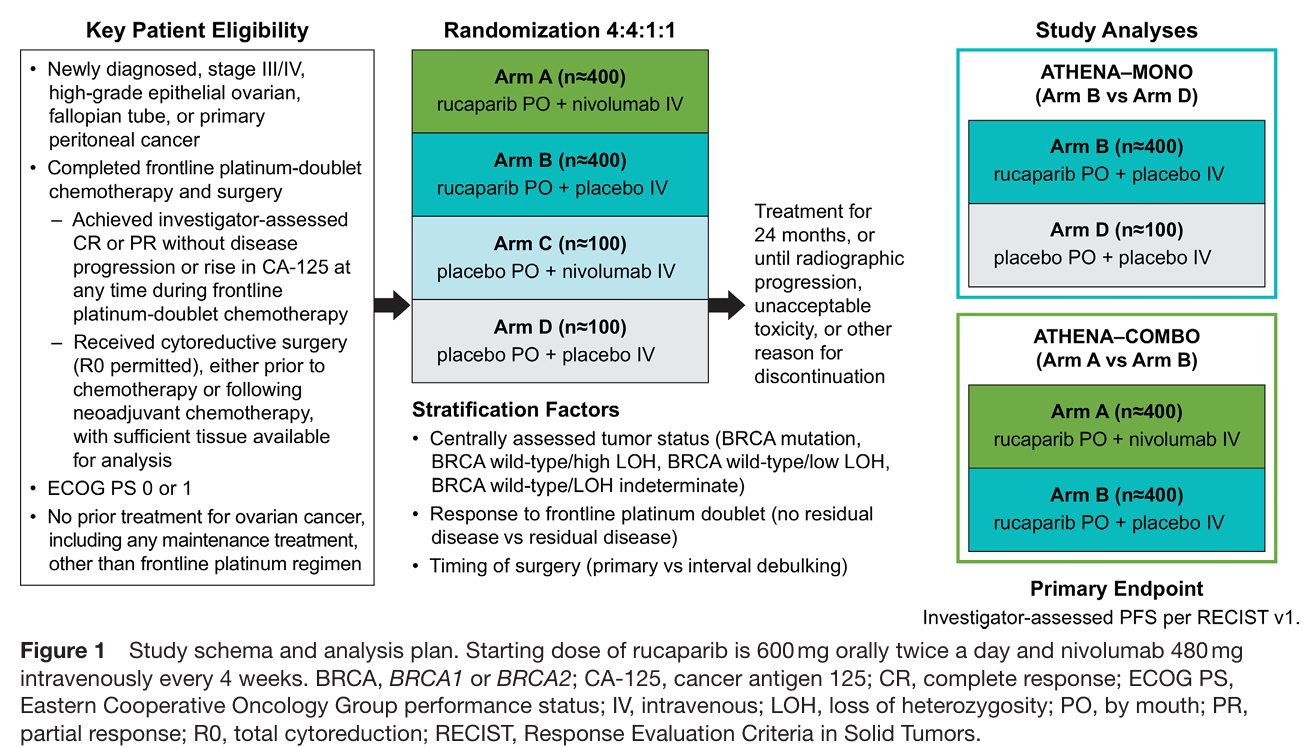 Key Patient Eligibility
• Newly diagnosed, stage III/IV,
high-grade epithelial ovarian,
fallopian tube, or primary
peritoneal cancer
• Completed frontline platinum-doublet
chemotherapy and surgery
– Achieved investigator-assessed
CR or PR without disease
progression or rise in CA-125 at
any time during frontline
platinum-doublet chemotherapy
– Received cytoreductive surgery
(R0 permitted), either prior to
chemotherapy or following
neoadjuvant chemotherapy,
with sufficient tissue available
for analysis
• ECOG PS 0 or 1
• No prior treatment for ovarian cancer,
including any maintenance treatment,
other than frontline platinum regimen
Randomization 4:4:1:1
Arm A (n≈400)
rucaparib PO + nivolumab IV
Arm B (n≈400)
rucaparib PO + placebo IV
Arm C (n≈100)
placebo PO + nivolumab IV
Arm D (n≈100)
placebo PO + placebo IV
Stratification Factors
• Centrally assessed tumor status (BRCA mutation,
BRCA wild-type/high LOH, BRCA wild-type/low LOH,
BRCA wild-type/LOH indeterminate)
• Response to frontline platinum doublet (no residual
disease vs residual disease)
• Timing of surgery (primary vs interval debulking)
Treatment for
24 months, or
until radiographic
progression,
unacceptable
toxicity, or other
reason for
discontinuation
Study Analyses
ATHENA–MONO
(Arm B vs Arm D)
Arm B (n≈400)
rucaparib PO + placebo IV
Arm D (n≈100)
placebo PO + placebo IV
ATHENA–COMBO
(Arm A vs Arm B)
Arm A (n≈400)
rucaparib PO + nivolumab IV
Arm B (n≈400)
rucaparib PO + placebo IV
Primary Endpoint
Investigator-assessed PFS per RECIST v1.
Figure 1 Study schema and analysis plan. Starting dose of rucaparib is 600 mg orally twice a day and nivolumab 480 mg
intravenously every 4 weeks. BRCA, BRCA1 or BRCA2; CA-125, cancer antigen 125; CR, complete response; ECOG PS,
Eastern Cooperative Oncology Group performance status; IV, intravenous; LOH, loss of heterozygosity; PO, by mouth; PR,
partial response; R0, total cytoreduction; RECIST, Response Evaluation Criteria in Solid Tumors.